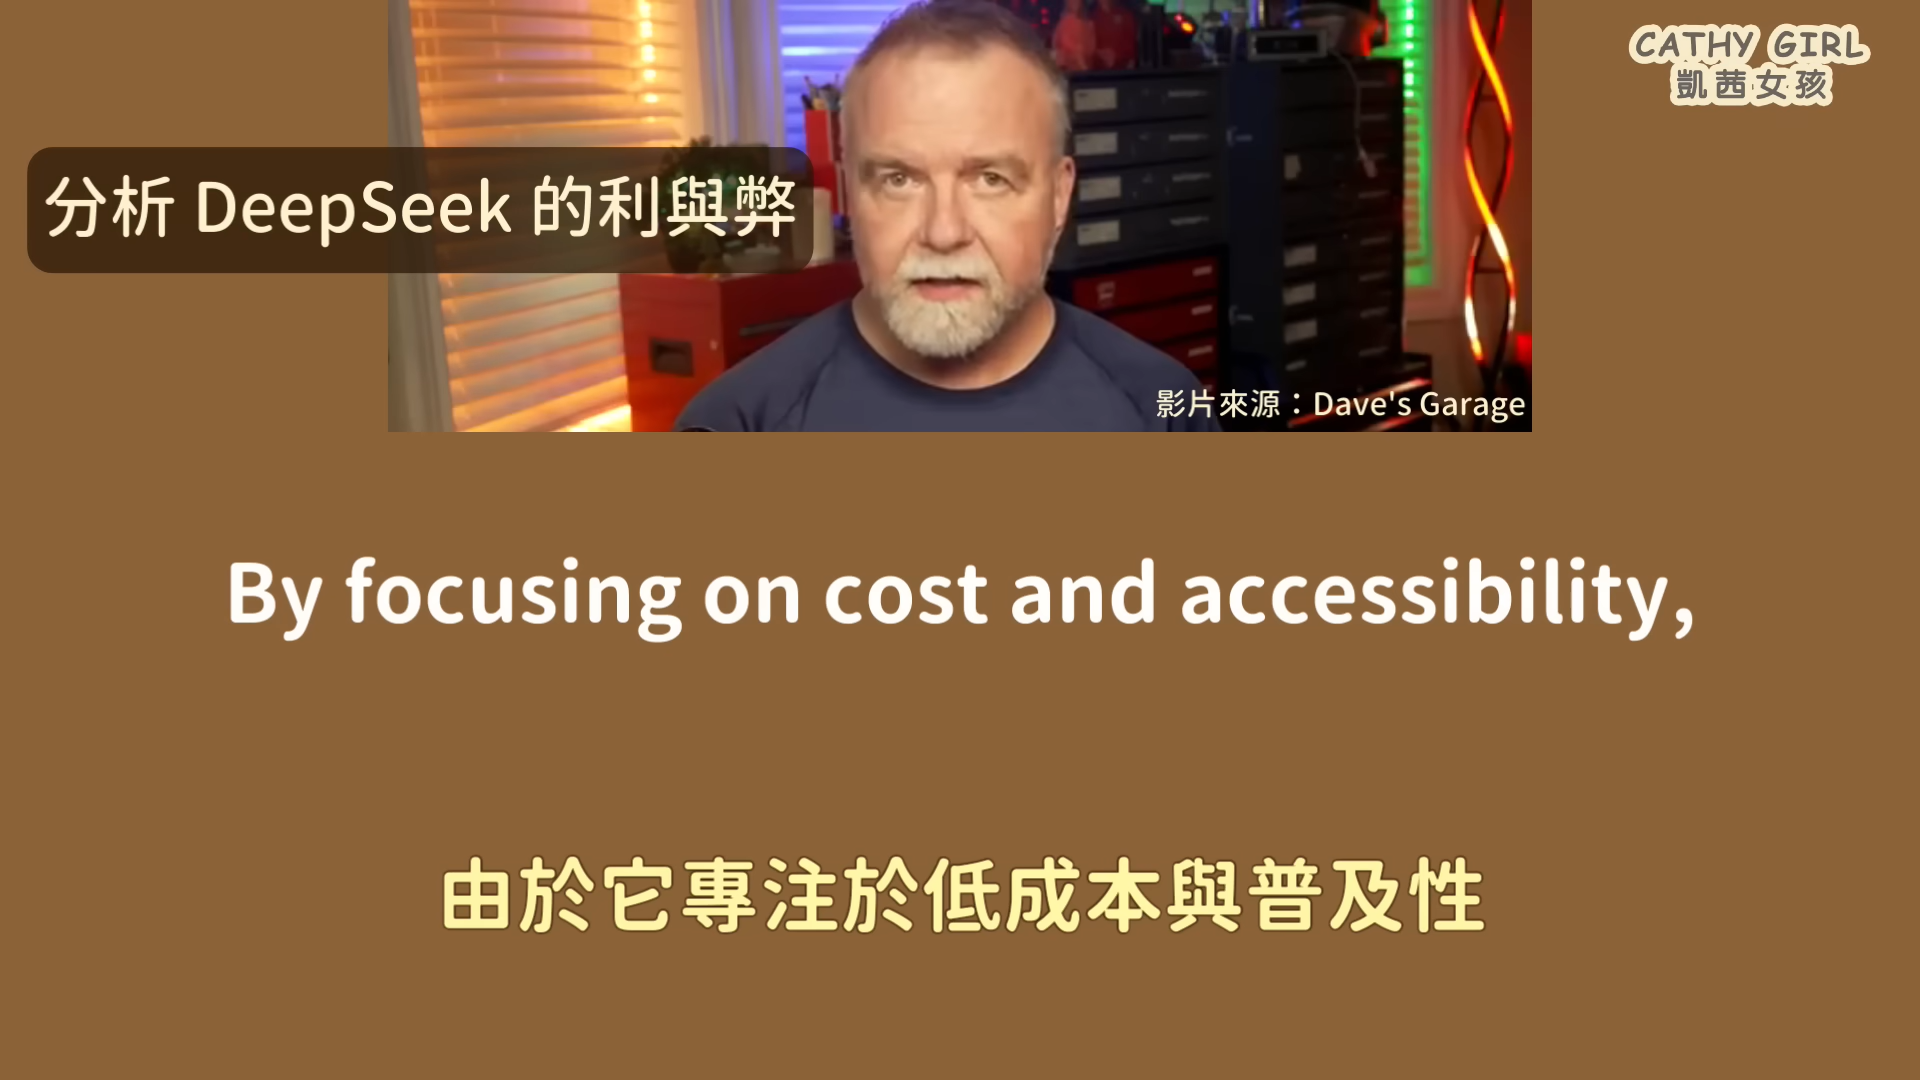 CATHY GIRL
凱茜女孩
分析 DeepSeek 的利與弊
影片來源：Dave's Garage
By focusing on cost and accessibility,
由於它專注於低成本與普及性